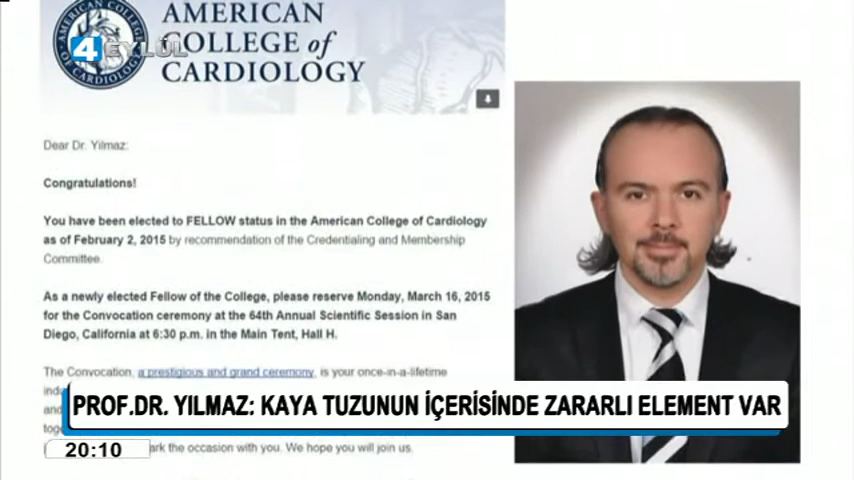 AMERICAN
COLLEGE of
CARDIOLOGY
AMERICAN COLLEGE
OF CARDIOLOGY
4 EYLÜL
Dear Dr. Yilmaz:
Congratulations!
You have been elected to FELLOW status in the American College of Cardiology
as of February 2, 2015 by recommendation of the Credentialing and Membership
Committee.
As a newly elected Fellow of the College, please reserve Monday, March 16, 2015
for the Convocation ceremony at the 64th Annual Scientific Session in San
Diego, California at 6:30 p.m. in the Main Tent, Hall H.
The Convocation, a prestigious and grand ceremony, is your once-in-a-lifetime
PROF.DR. YILMAZ: KAYA TUZUNUN İÇERİSİNDE ZARARLI ELEMENT VAR
20:10
ark the occasion with you. We hope you will join us.